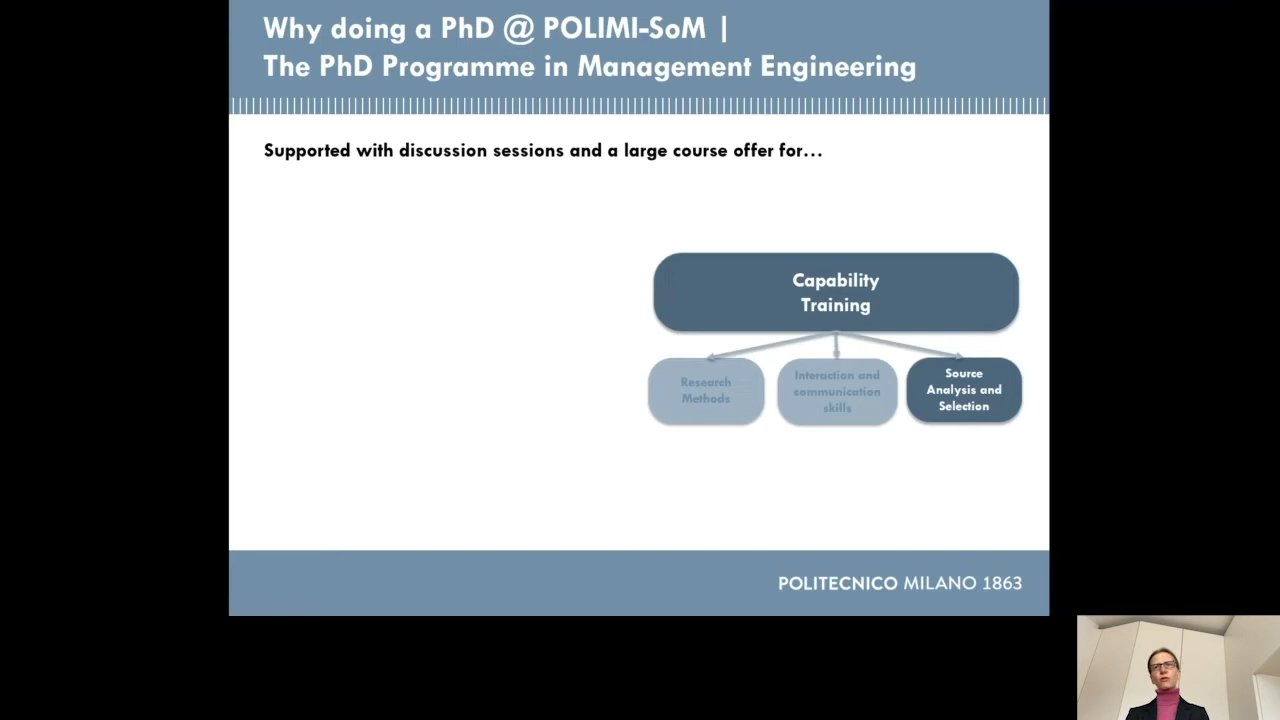 Why doing a PhD @ POLIMI-SoM |
The PhD Programme in Management Engineering
Supported with discussion sessions and a large course offer for...
Capability
Training
Research
Methods
Interaction and
communication
skills
Source
Analysis and
Selection
POLITECNICO MILANO 1863